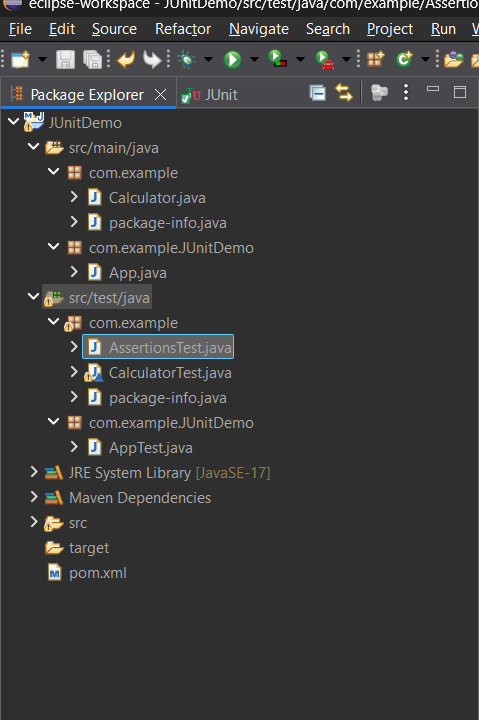 eclipse-workspace - JUnitDemo/src/test/java/com/example/Asserti
File Edit Source Refactor Navigate Search Project Run
Package Explorer JUnit
JUnitDemo
src/main/java
com.example
Calculator.java
package-info.java
com.example.JUnitDemo
App.java
src/test/java
com.example
AssertionsTest.java
CalculatorTest.java
package-info.java
com.example.JUnitDemo
AppTest.java
JRE System Library [JavaSE-17]
Maven Dependencies
src
target
pom.xml